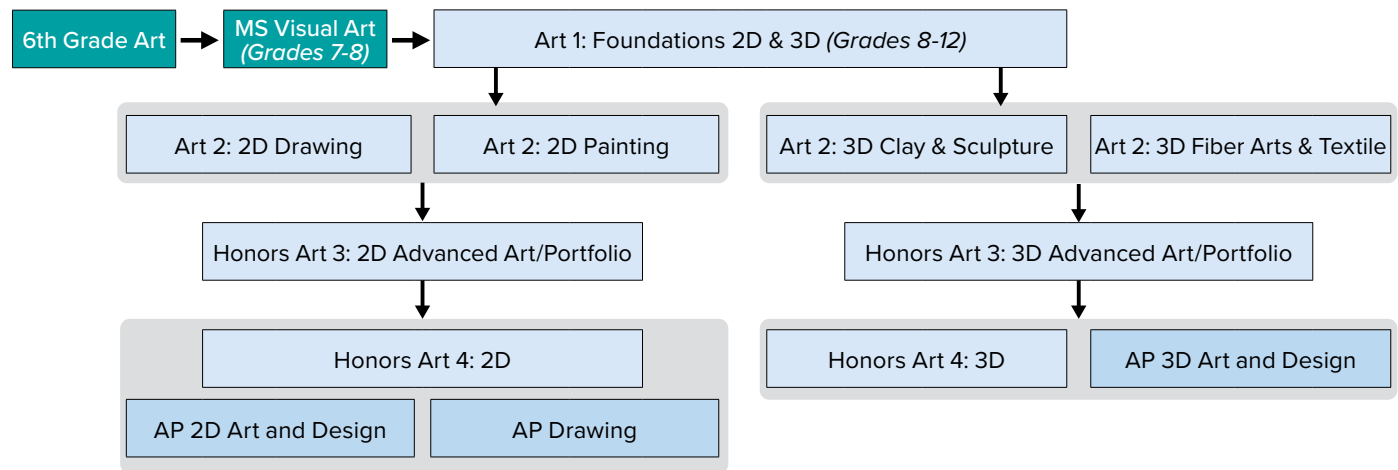 6th Grade Art
MS Visual Art
(Grades 7-8)
Art 1: Foundations 2D & 3D (Grades 8-12)
Art 2: 2D Drawing
Art 2: 2D Painting
Art 2: 3D Clay & Sculpture
Art 2: 3D Fiber Arts & Textile
Honors Art 3: 2D Advanced Art/Portfolio
Honors Art 3: 3D Advanced Art/Portfolio
Honors Art 4: 2D
Honors Art 4: 3D
AP 3D Art and Design
AP 2D Art and Design
AP Drawing